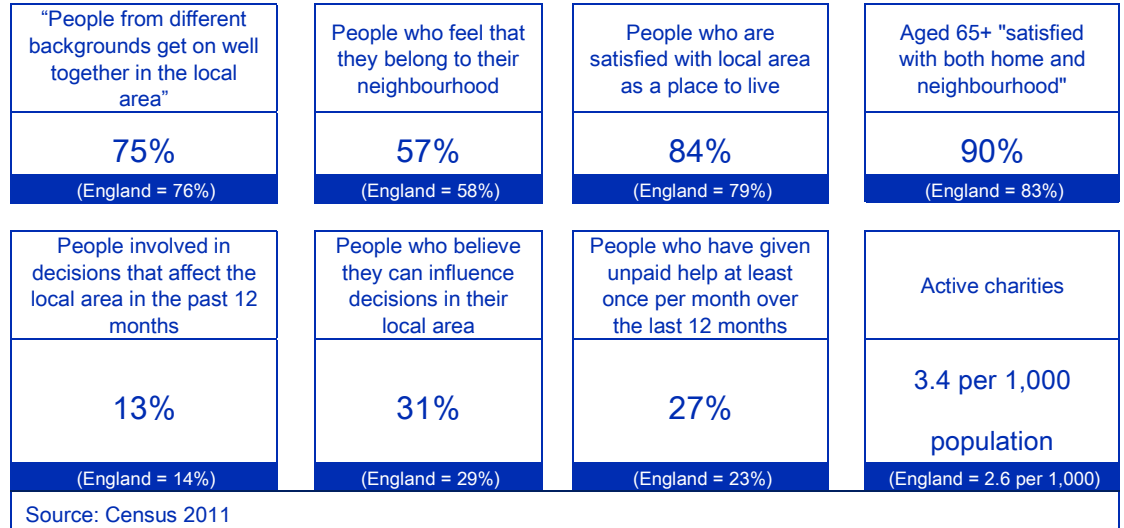 “People from different
backgrounds get on well
together in the local
area”
75%
(England = 76%)
People who feel that
they belong to their
neighbourhood
57%
(England = 58%)
People who are
satisfied with local area
as a place to live
84%
(England = 79%)
Aged 65+ "satisfied
with both home and
neighbourhood"
90%
(England = 83%)
People involved in
decisions that affect the
local area in the past 12
months
13%
(England = 14%)
People who believe
they can influence
decisions in their
local area
31%
(England = 29%)
People who have given
unpaid help at least
once per month over
the last 12 months
27%
(England = 23%)
Active charities
3.4 per 1,000
population
(England = 2.6 per 1,000)
Source: Census 2011